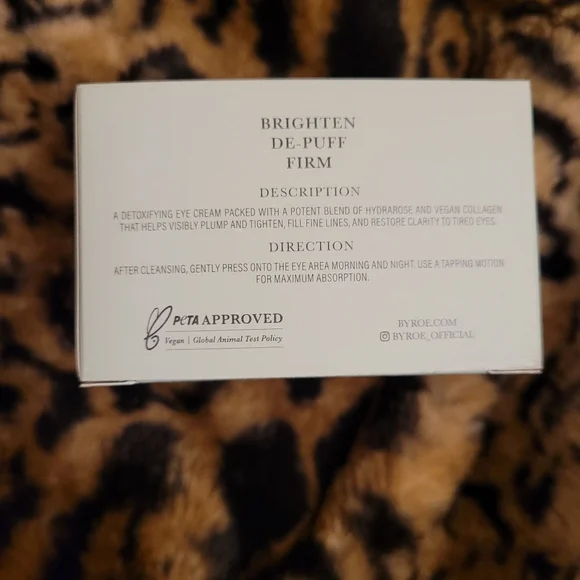 BRIGHTEN
DE-PUFF
FIRM
DESCRIPTION
A DETOXIFYING EYE CREAM PACKED WITH A POTENT BLEND OF HYDRAROSE AND VEGAN COLLAGEN
THAT HELPS VISIBLY PLUMP AND TIGHTEN, FILL FINE LINES, AND RESTORE CLARITY TO TIRED EYES.
DIRECTION
AFTER CLEANSING, GENTLY PRESS ONTO THE EYE AREA MORNING AND NIGHT. USE A TAPPING MOTION
FOR MAXIMUM ABSORPTION.
PETA APPROVED
Vegan | Global Animal Test Policy
BYROE.COM
BYROE_OFFICIAL